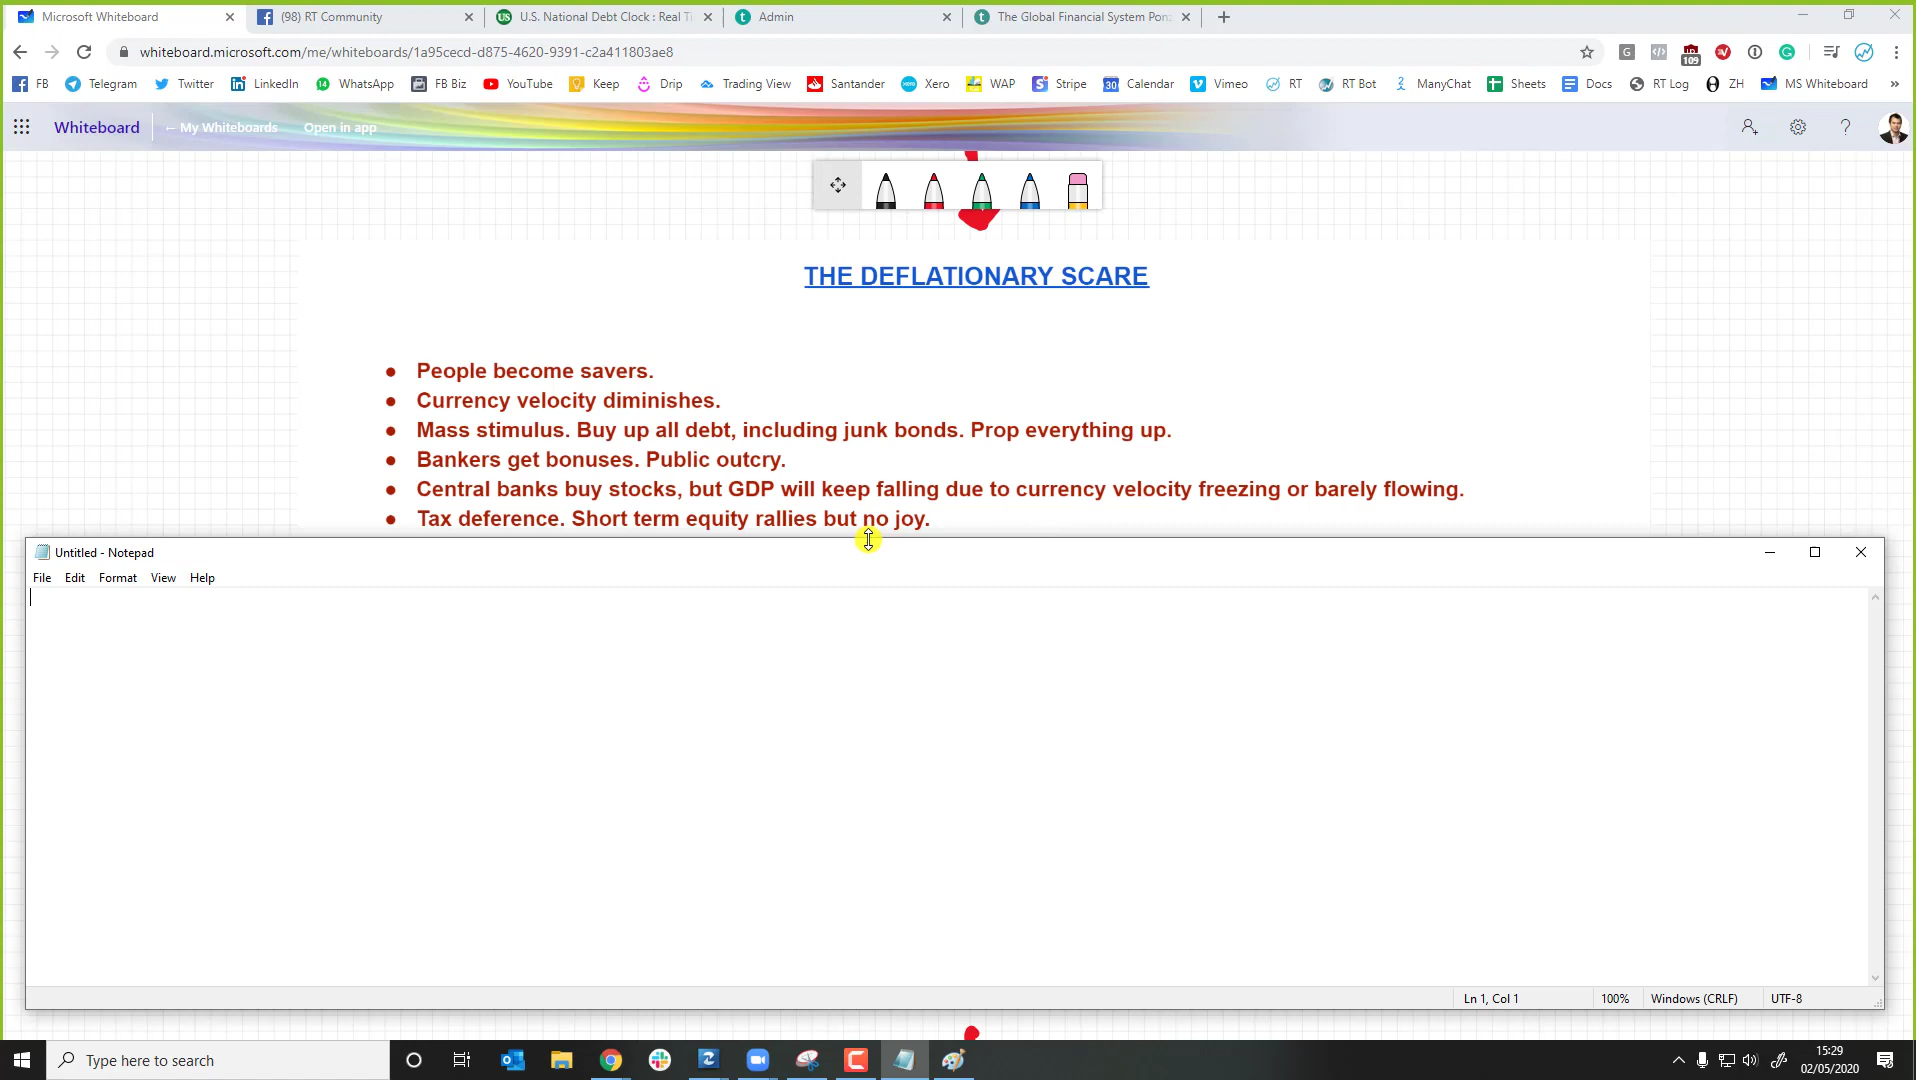 Microsoft Whiteboard
(98) RT Community
U.S. National Debt Clock : Real T
Admin
The Global Financial System Pon
whiteboard.microsoft.com/me/whiteboards/1a95cecd-d875-4620-9391-c2a411803ae8
109
FB
Telegram
Twitter
LinkedIn
14
WhatsApp
FB Biz
YouTube
Keep
Drip
Trading View
Santander
Xero
WAP
Stripe
30
Calendar
Vimeo
RT
RT Bot
ManyChat
Sheets
Docs
RT Log
ZH
MS Whiteboard
Whiteboard
← My Whiteboards
Open in app
THE DEFLATIONARY SCARE
● People become savers.
● Currency velocity diminishes.
● Mass stimulus. Buy up all debt, including junk bonds. Prop everything up.
● Bankers get bonuses. Public outcry.
● Central banks buy stocks, but GDP will keep falling due to currency velocity freezing or barely flowing.
● Tax deference. Short term equity rallies but no joy.
Untitled - Notepad
File Edit Format View Help
Ln 1, Col 1
100%
Windows (CRLF)
UTF-8
Type here to search
15:29
02/05/2020